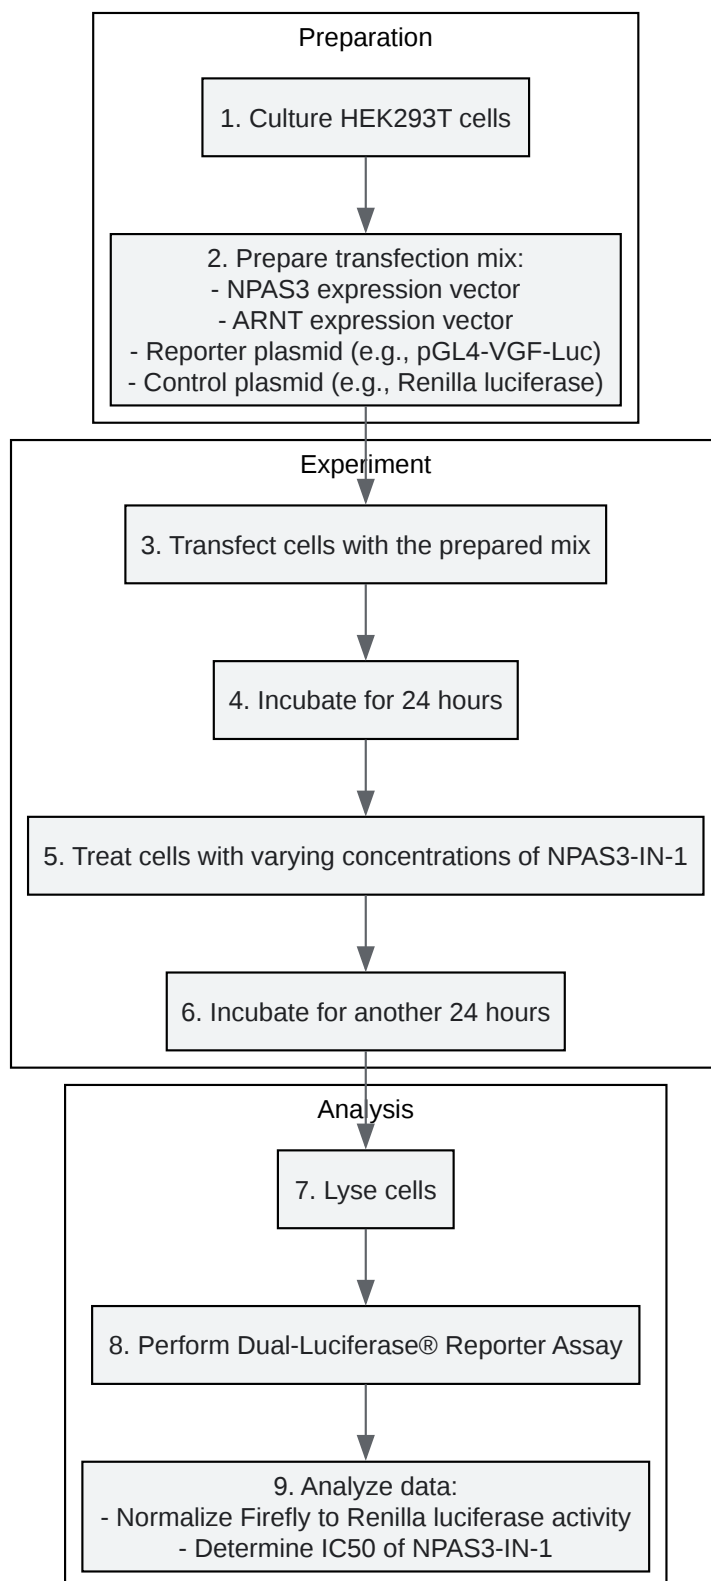 Preparation
1. Culture HEK293T cells
2. Prepare transfection mix:
- NPAS3 expression vector
- ARNT expression vector
- Reporter plasmid (e.g., pGL4-VGF-Luc)
- Control plasmid (e.g., Renilla luciferase)
Experiment
3. Transfect cells with the prepared mix
4. Incubate for 24 hours
5. Treat cells with varying concentrations of NPAS3-IN-1
6. Incubate for another 24 hours
Analysis
7. Lyse cells
8. Perform Dual-Luciferase® Reporter Assay
9. Analyze data:
- Normalize Firefly to Renilla luciferase activity
- Determine IC50 of NPAS3-IN-1